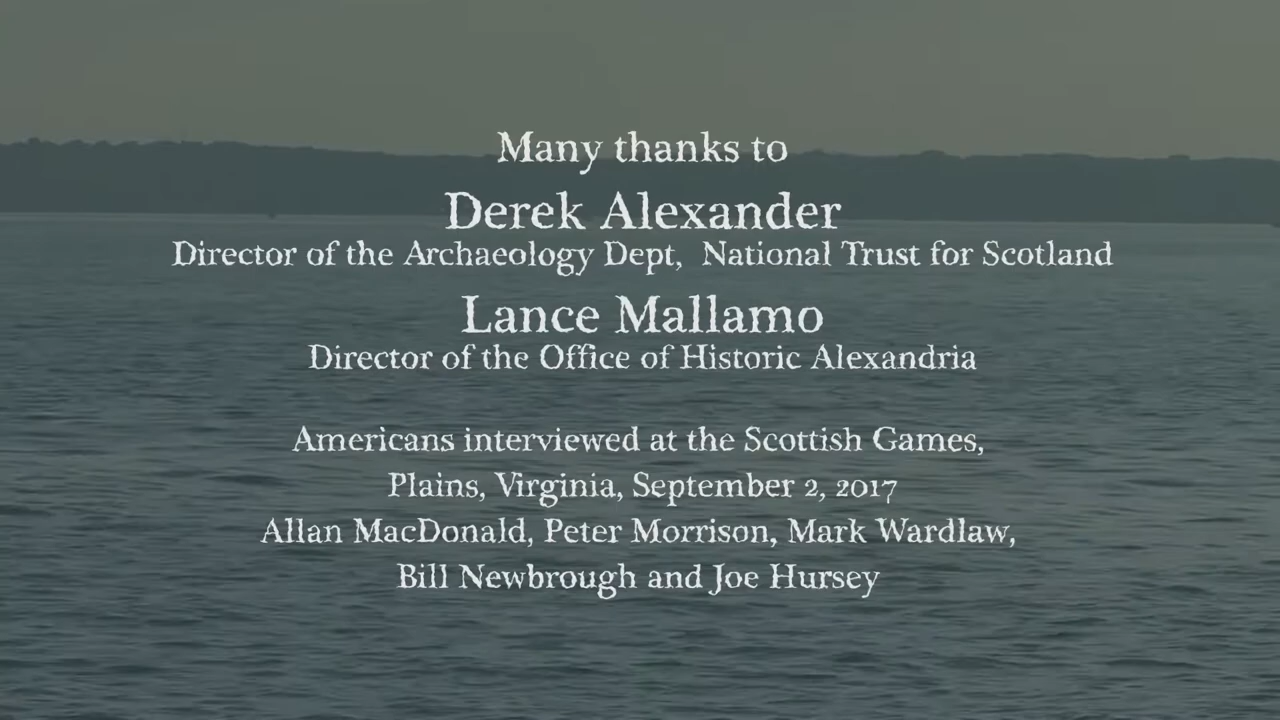 Many thanks to
Derek Alexander
Director of the Archaeology Dept, National Trust for Scotland
Lance Mallamo
Director of the Office of Historic Alexandria
Americans interviewed at the Scottish Games,
Plains, Virginia, September 2, 2017
Allan MacDonald, Peter Morrison, Mark Wardlaw,
Bill Newbrough and Joe Hursey